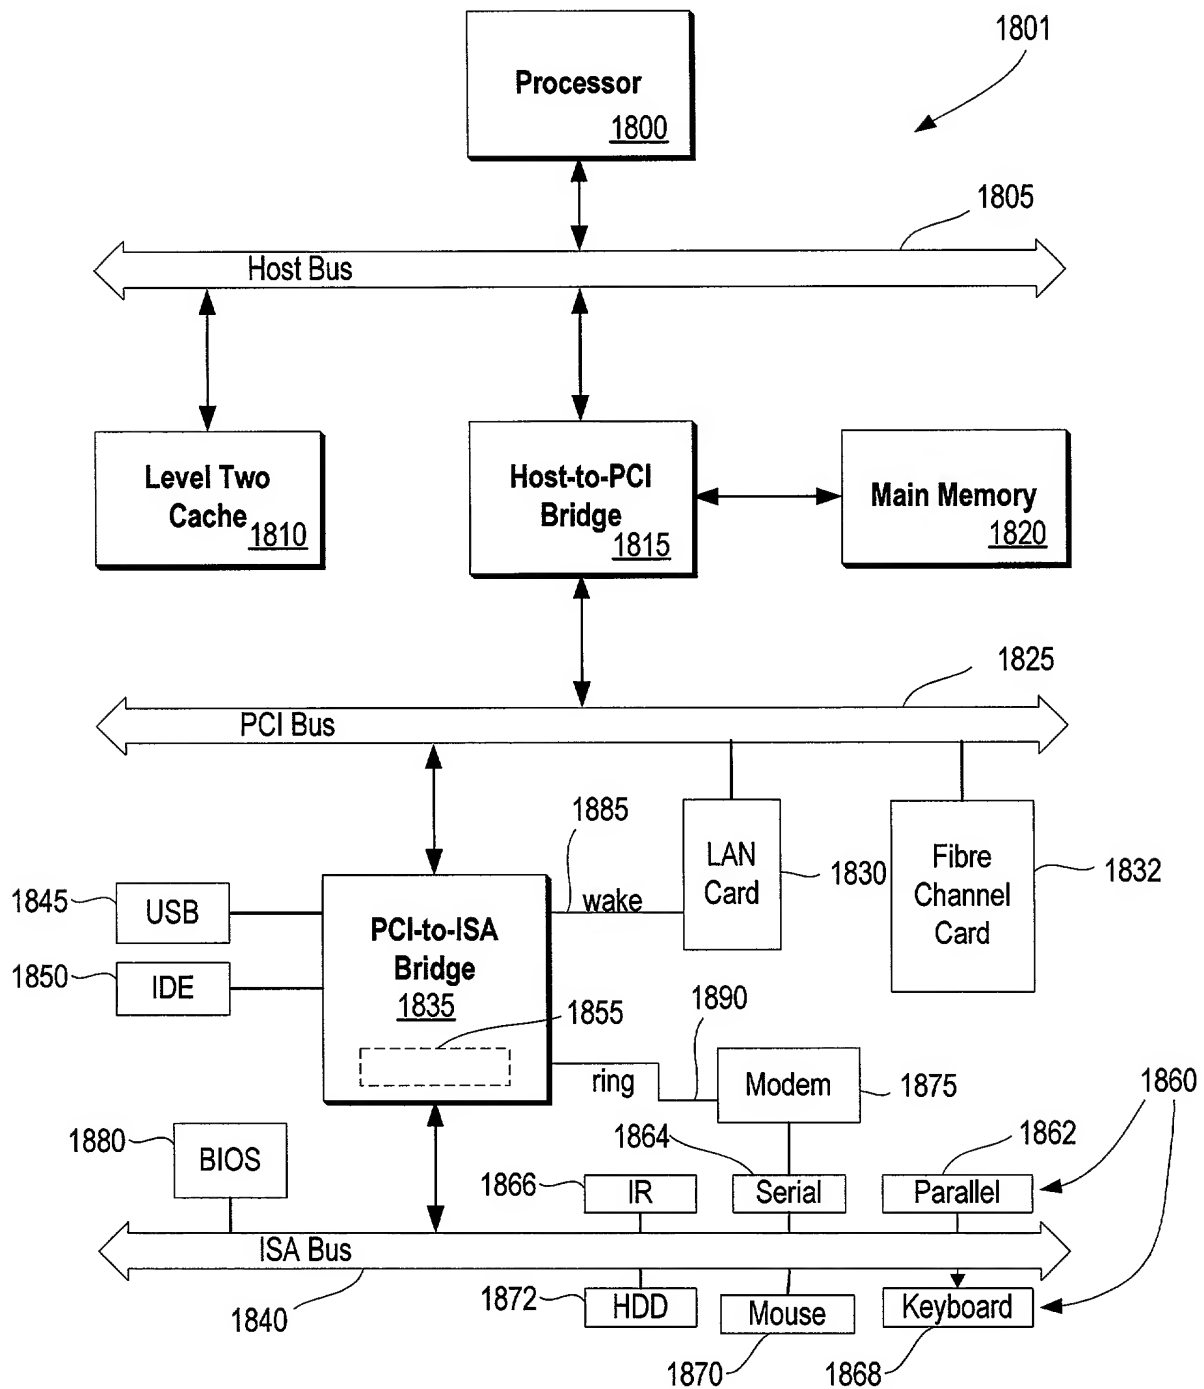 1801
Processor
1800
1805
Host Bus
Level Two
Cache
1810
Host-to-PCI
Bridge
1815
Main Memory
1820
1825
PCI Bus
1885
wake
LAN
Card
1830
Fibre
Channel
Card
1832
1845
USB
1850
IDE
PCI-to-ISA
Bridge
1835
1855
1890
ring
Modem
1875
1860
1880
BIOS
1864
1862
1866
IR
Serial
Parallel
ISA Bus
1840
1872
HDD
Mouse
Keyboard
1870
1868